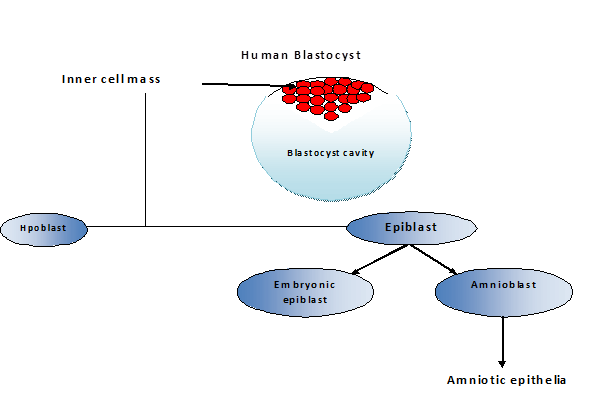 Human Blastocyst
Inner cell mass
Blastocyst cavity
Hpoblast
Epiblast
Embryonic
epiblast
Amnioblast
Amniotic epithelia